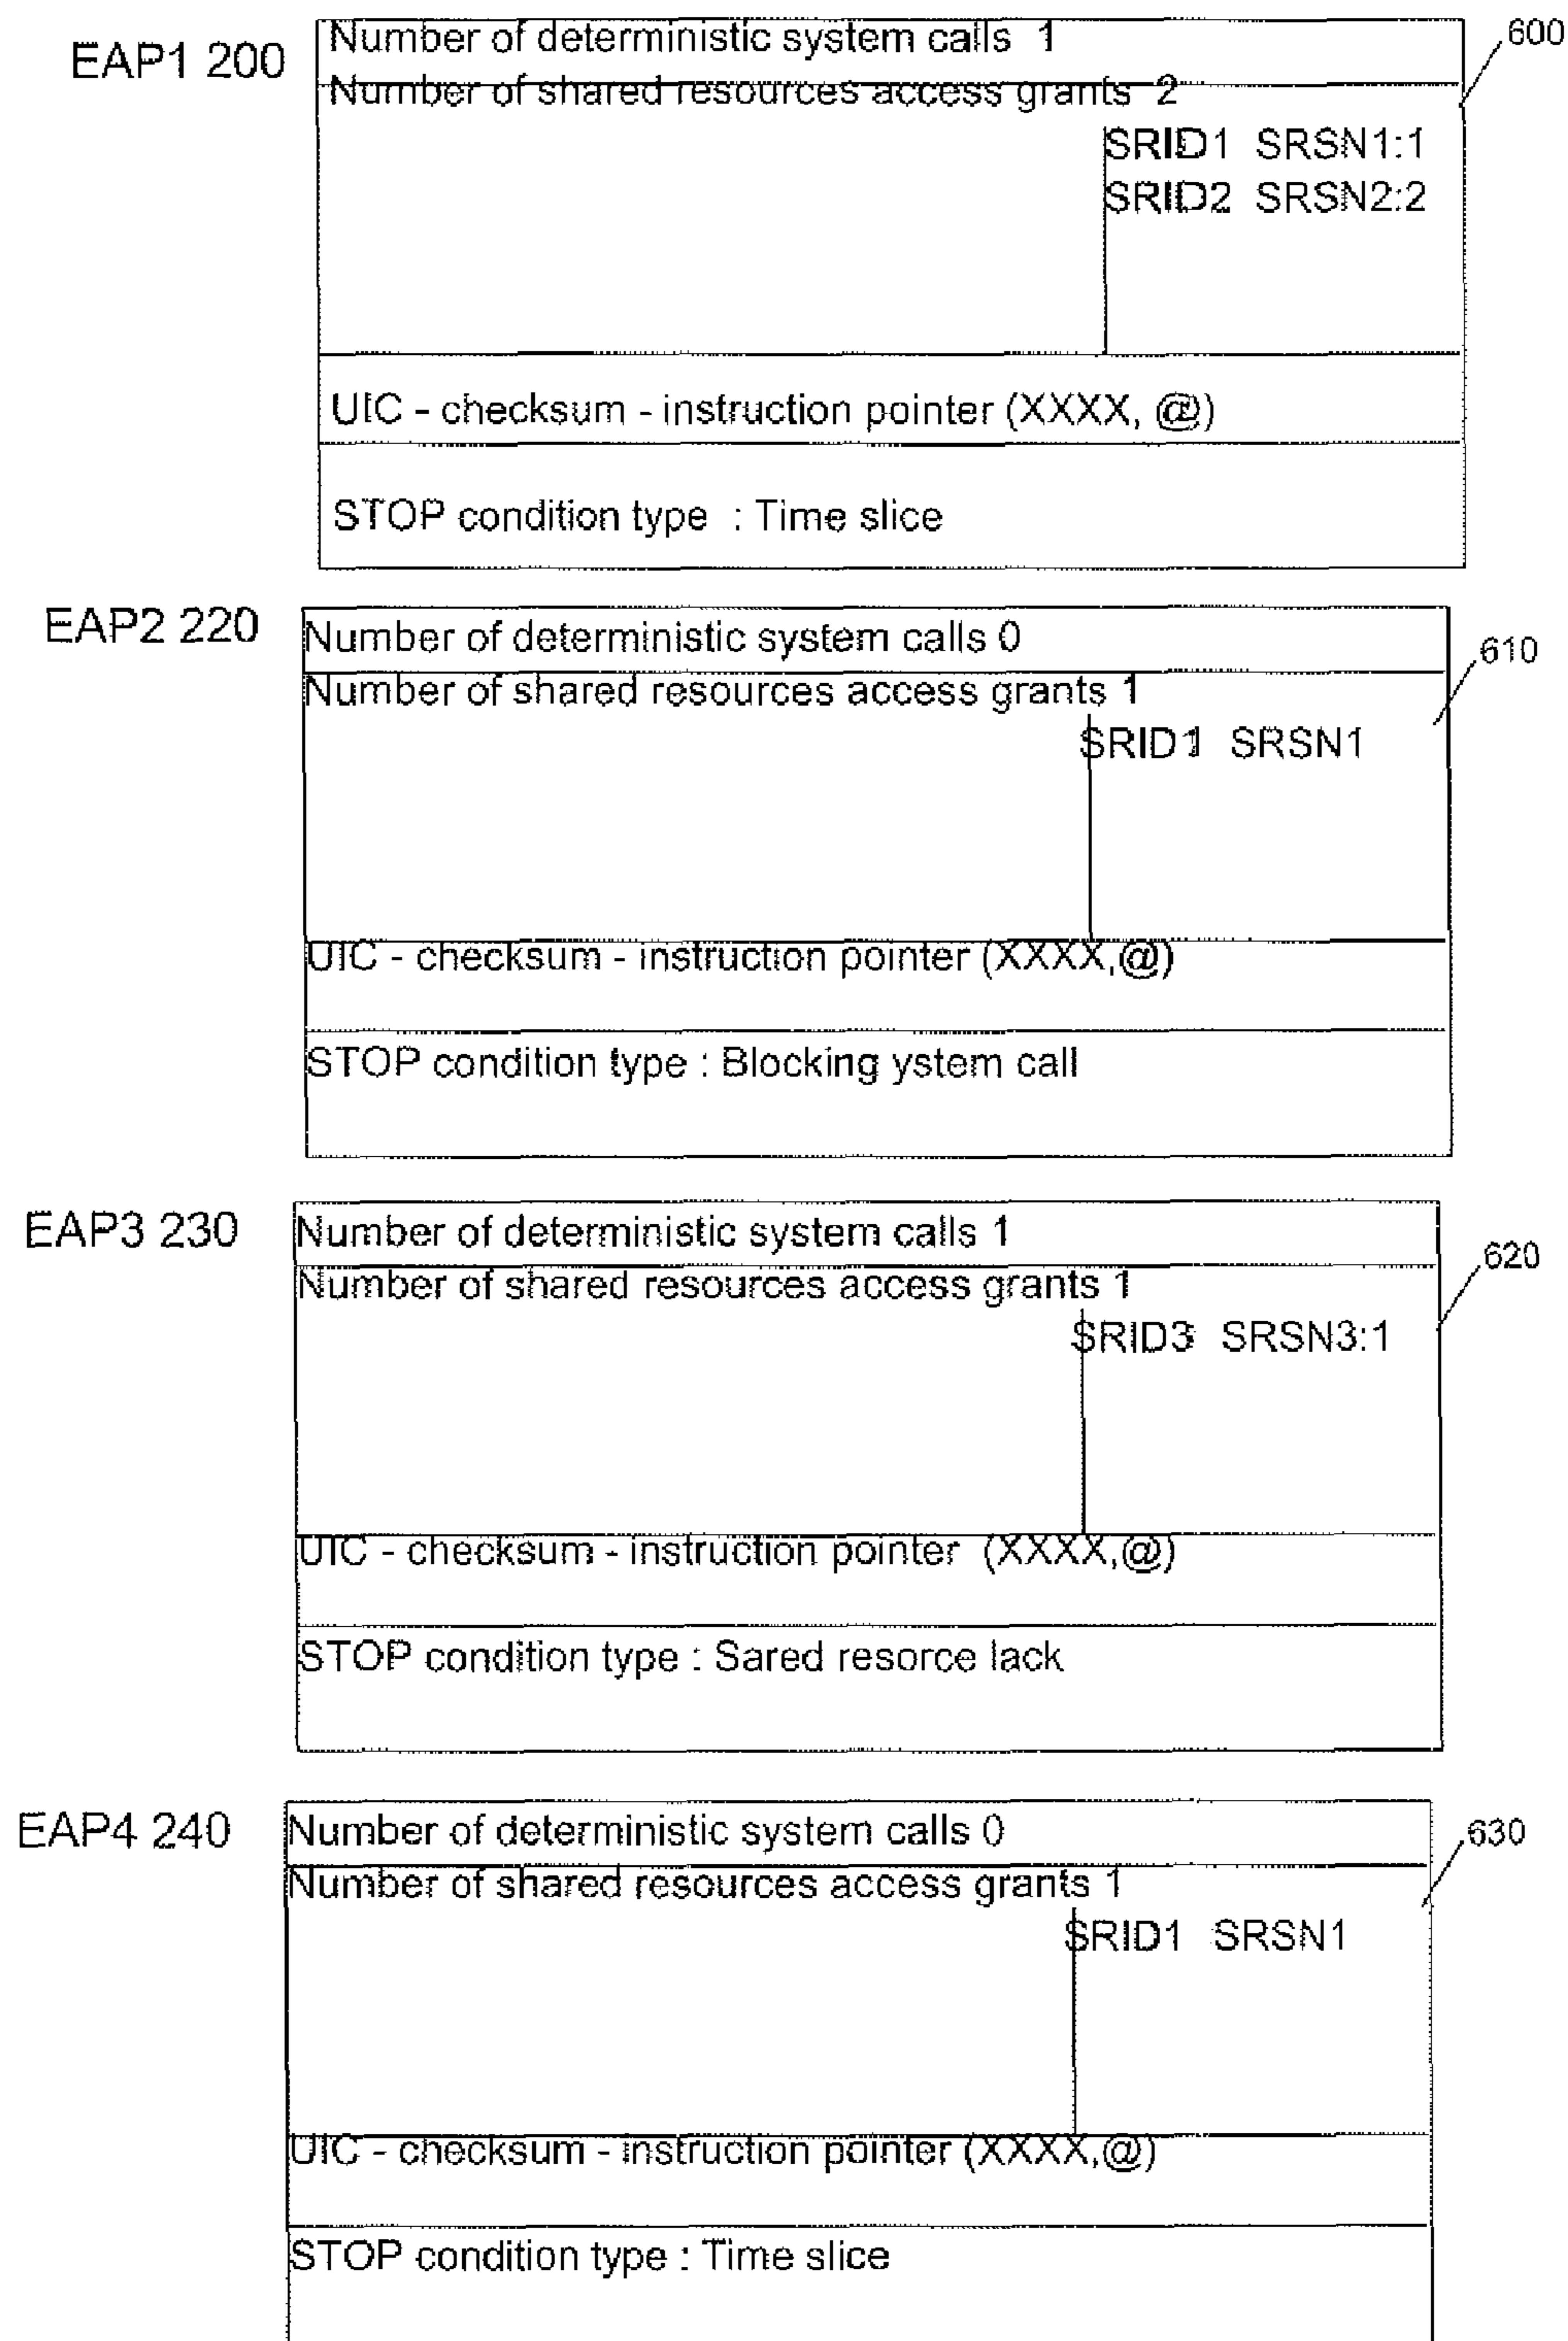 EAP1 200
Number of deterministic system calls 1
600
Number of shared resources access grants 2
SRID1 SRSN1:1
SRID2 SRSN2:2
UIC - checksum - instruction pointer (XXXX, @)
STOP condition type : Time slice
EAP2 220
Number of deterministic system calls 0
610
Number of shared resources access grants 1
SRID1 SRSN1
UIC - checksum - instruction pointer (XXXX,@)
STOP condition type : Blocking ystem call
EAP3 230
Number of deterministic system calls 1
620
Number of shared resources access grants 1
SRID3 SRSN3:1
UIC - checksum - instruction pointer (XXXX,@)
STOP condition type : Sared resorce lack
EAP4 240
Number of deterministic system calls 0
630
Number of shared resources access grants 1
SRID1 SRSN1
UIC - checksum - instruction pointer (XXXX,@)
STOP condition type : Time slice